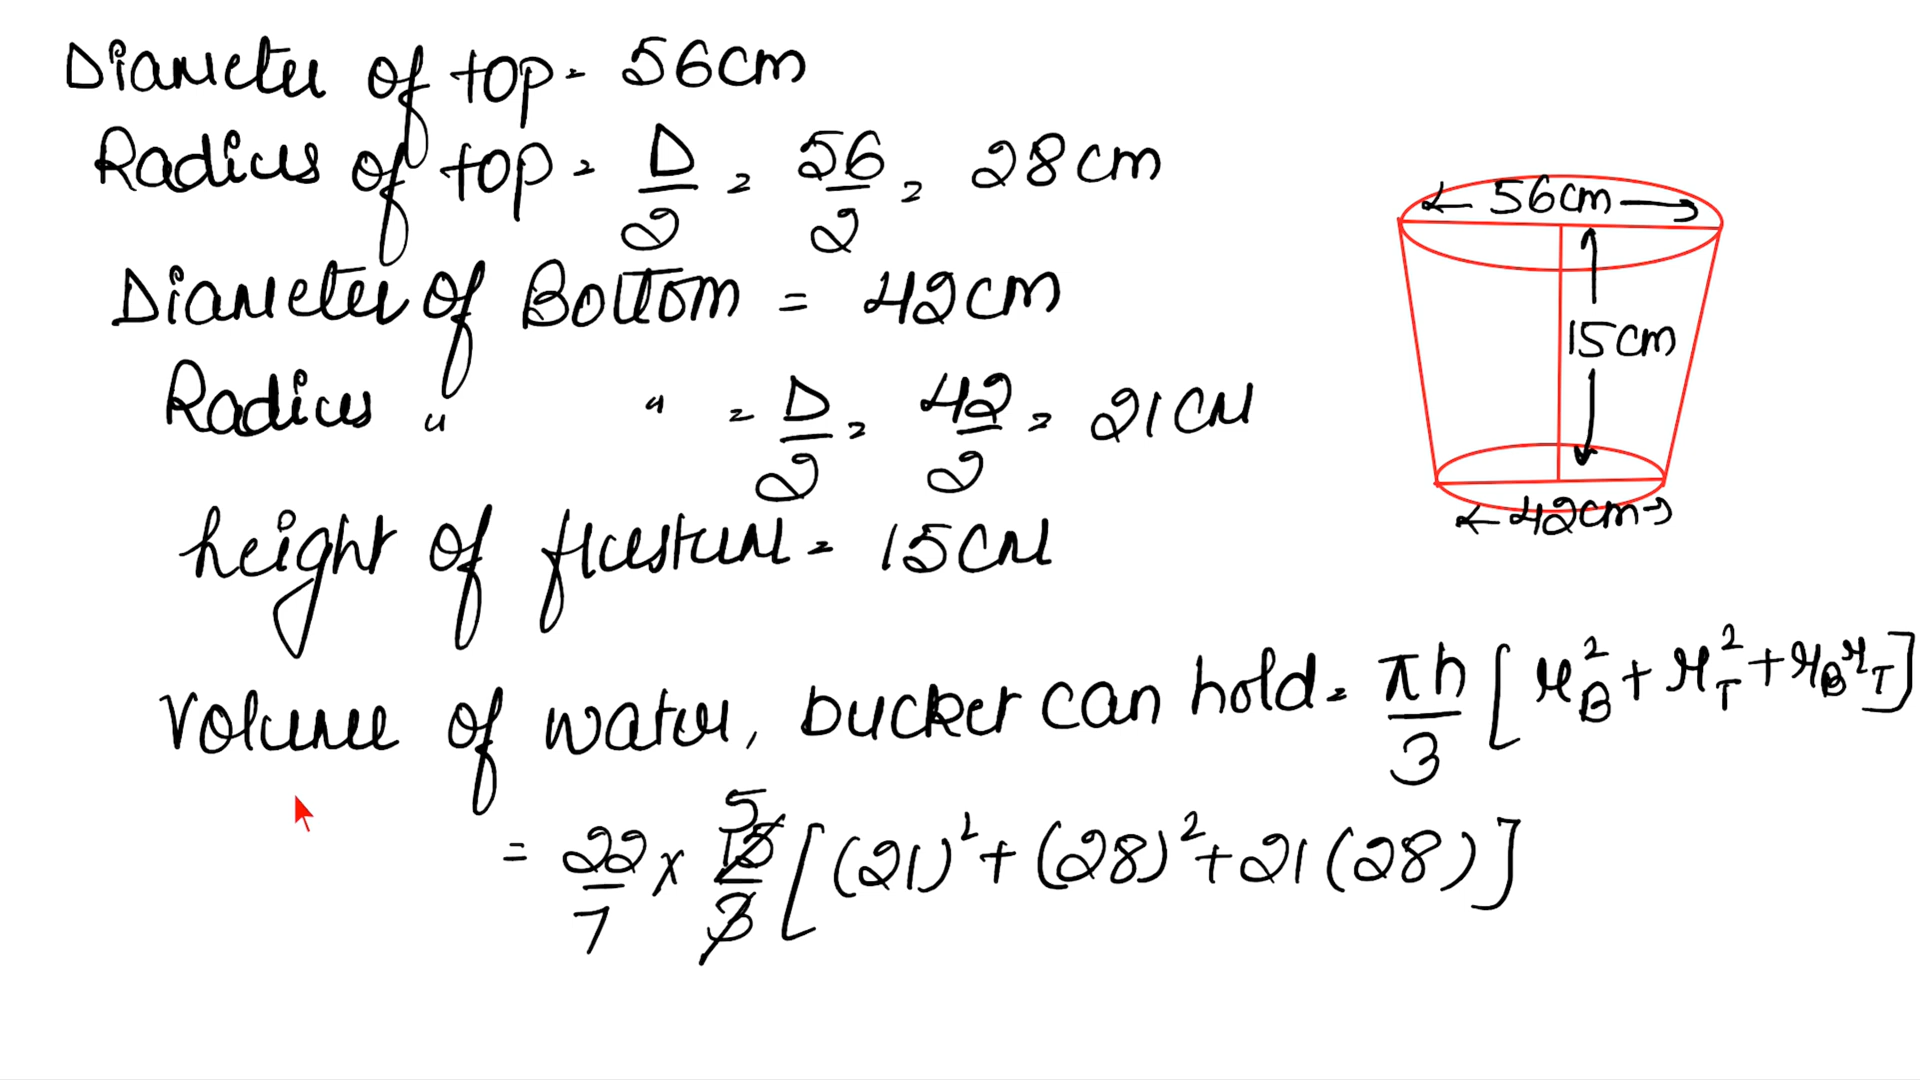 Diameter of top = 56cm
Radius of top = D/2 = 56/2 = 28cm
Diameter of Bottom = 42cm
Radius " " = D/2 = 42/2 = 21cm
height of frustum = 15cm
Volume of water, bucket can hold = πh/3 [r_B² + r_T² + r_B r_T]
= 22/7 × 15/3 5 [(21)² + (28)² + 21(28)]
← 56cm →
15cm
← 42cm →